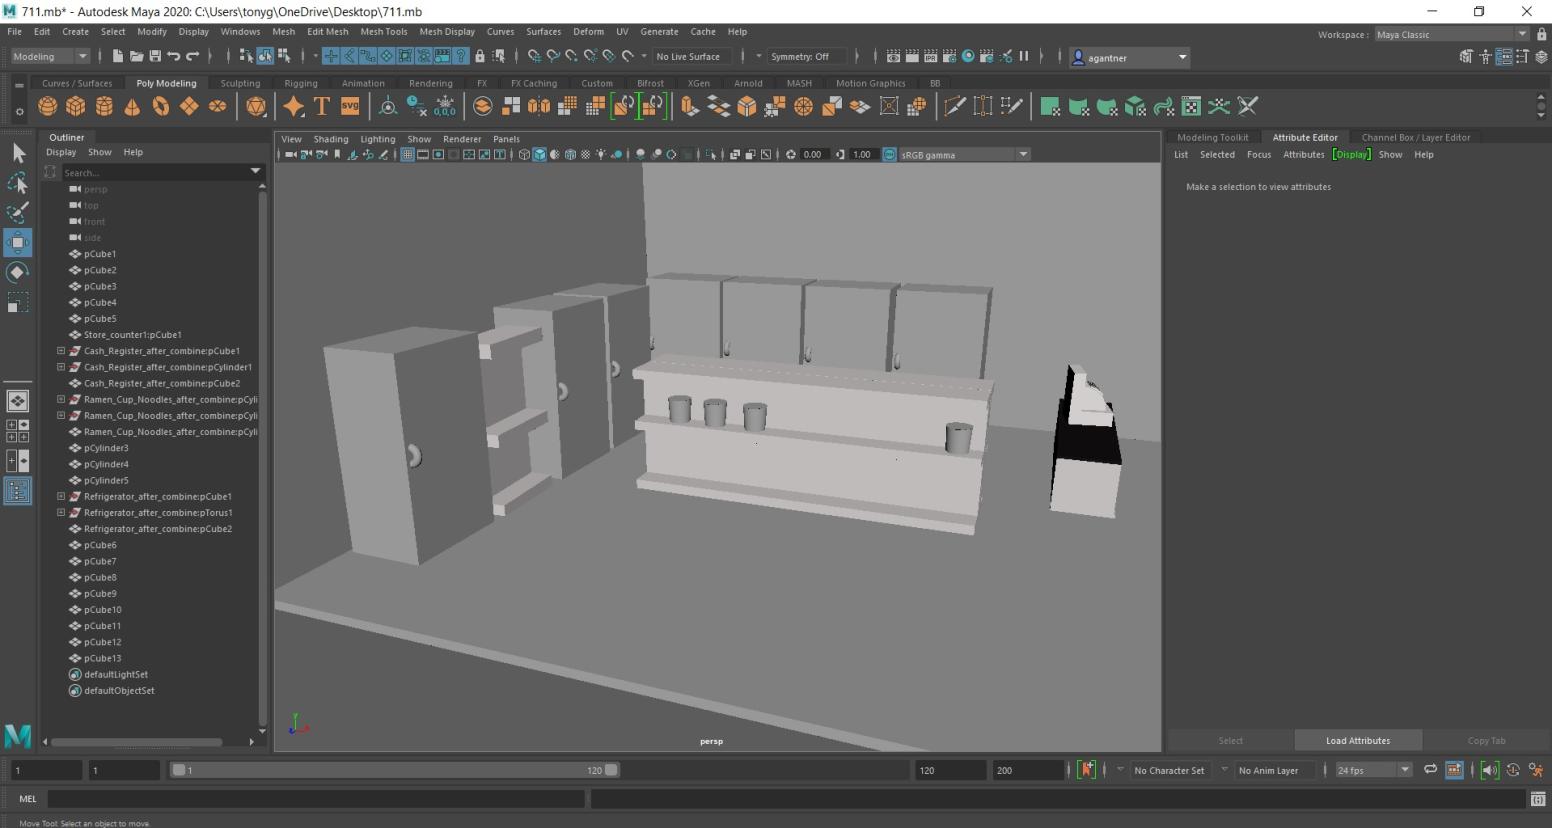 711.mb* - Autodesk Maya 2020: C:\Users\tonyg\OneDrive\Desktop\711.mb
File Edit Create Select Modify Display Windows Mesh Edit Mesh Mesh Tools Mesh Display Curves Surfaces Deform UV Generate Cache Help
Workspace : Maya Classic
Modeling No Live Surface Symmetry: Off agantner
Curves / Surfaces Poly Modeling Sculpting Rigging Animation Rendering FX FX Caching Custom Bifrost XGen Arnold MASH Motion Graphics BB
T SVG 0,0,0
Outliner
Display Show Help
Search...
persp
top
front
side
pCube1
pCube2
pCube3
pCube4
pCube5
Store_counter1:pCube1
Cash_Register_after_combine:pCube1
Cash_Register_after_combine:pCylinder1
Cash_Register_after_combine:pCube2
Ramen_Cup_Noodles_after_combine:pCyli
Ramen_Cup_Noodles_after_combine:pCyli
Ramen_Cup_Noodles_after_combine:pCyli
pCylinder3
pCylinder4
pCylinder5
Refrigerator_after_combine:pCube1
Refrigerator_after_combine:pTorus1
Refrigerator_after_combine:pCube2
pCube6
pCube7
pCube8
pCube9
pCube10
pCube11
pCube12
pCube13
defaultLightSet
defaultObjectSet
View Shading Lighting Show Renderer Panels
0.00 1.00 sRGB gamma
persp
Modeling Toolkit Attribute Editor Channel Box / Layer Editor
List Selected Focus Attributes Display Show Help
Make a selection to view attributes
Select Load Attributes Copy Tab
1 1 1 120 120 200 No Character Set No Anim Layer 24 fps
MEL
Move Tool: Select an object to move.